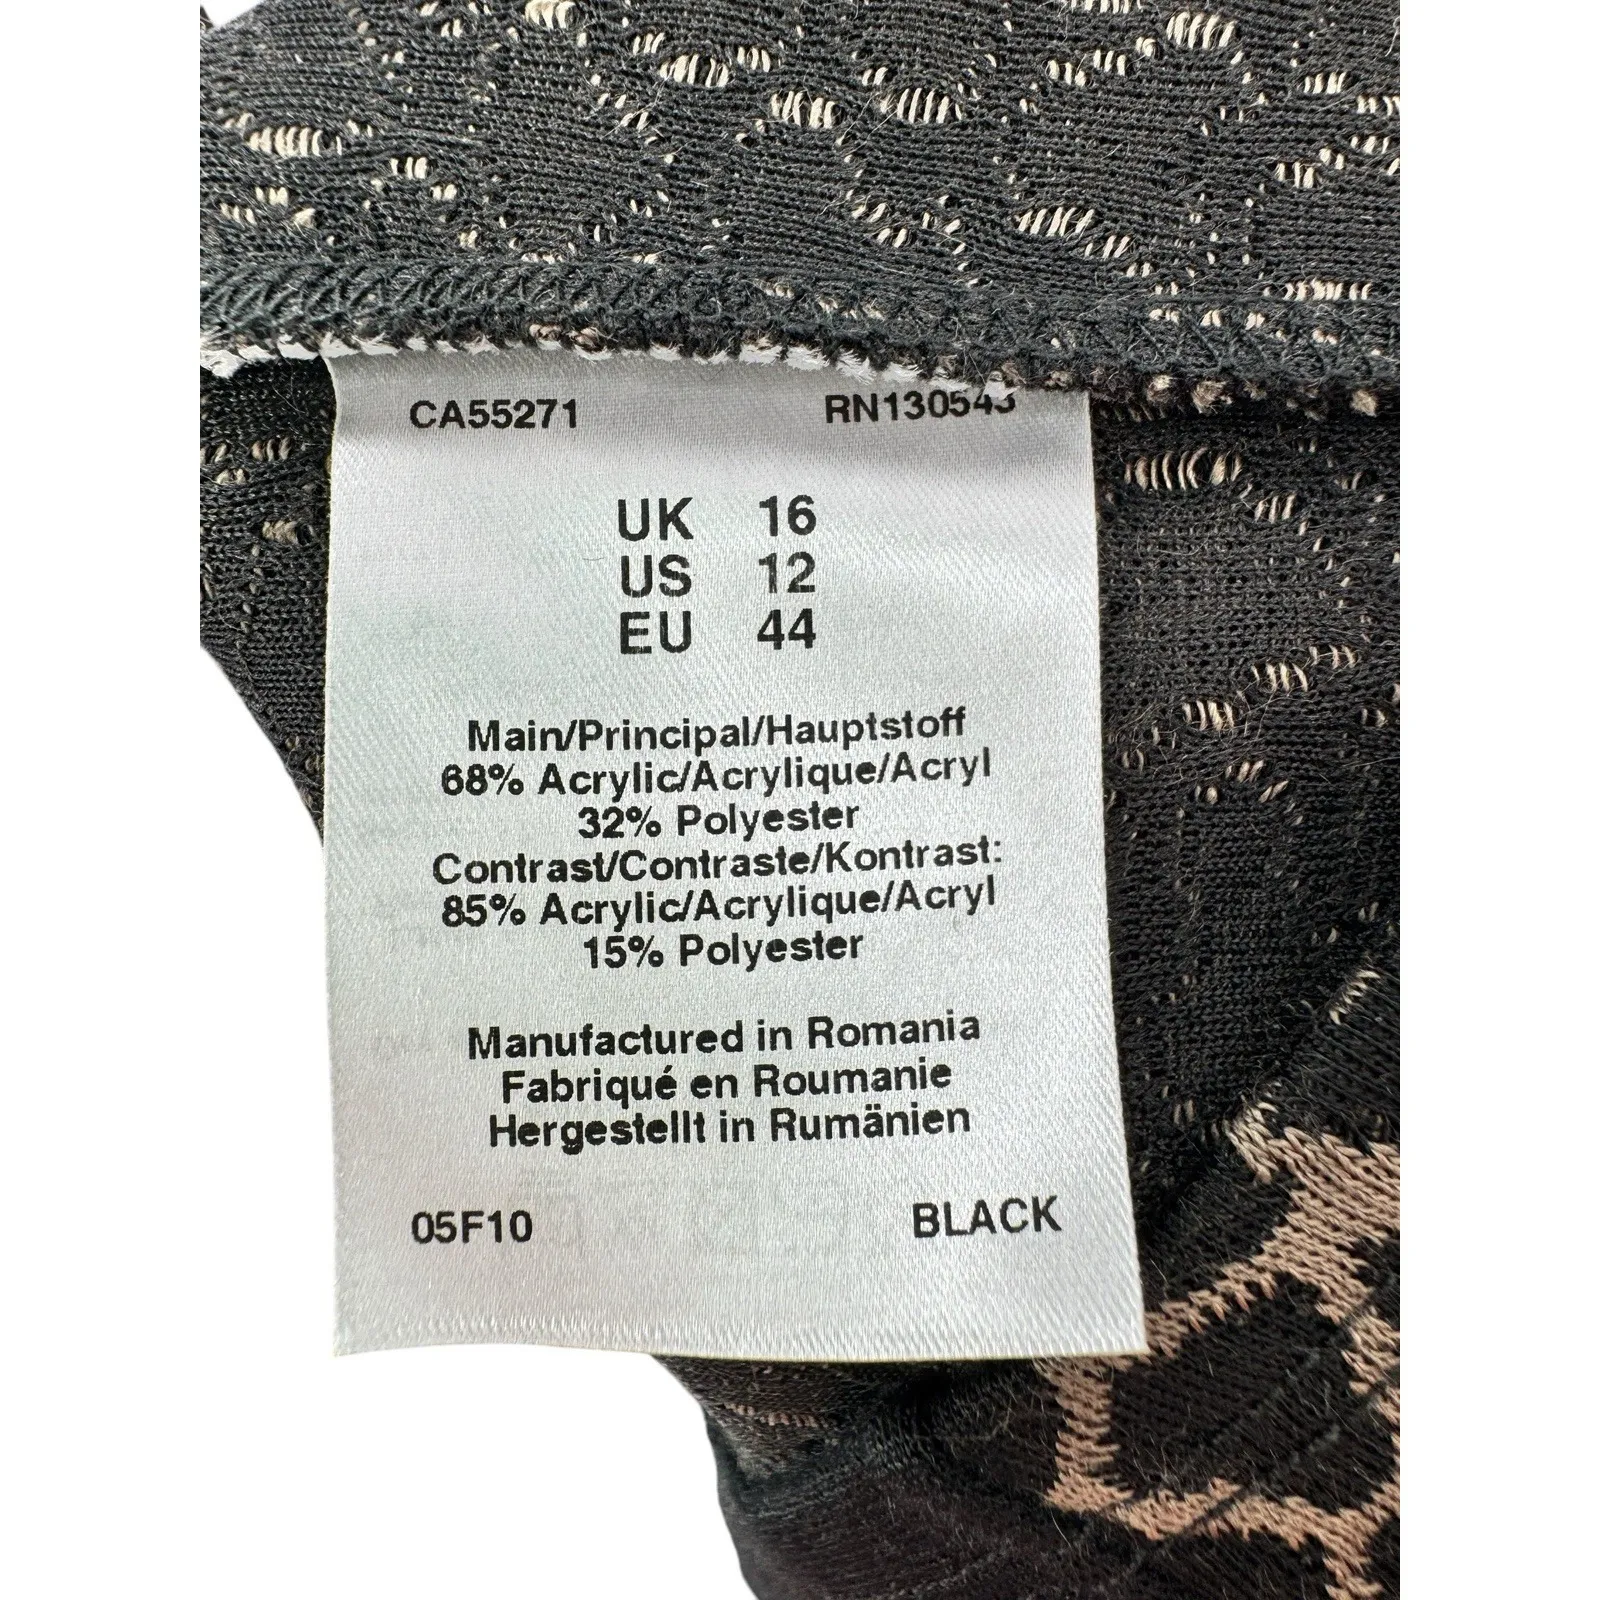 CA55271 RN130543
UK 16
US 12
EU 44
Main/Principal/Hauptstoff
68% Acrylic/Acrylique/Acryl
32% Polyester
Contrast/Contraste/Kontrast:
85% Acrylic/Acrylique/Acryl
15% Polyester
Manufactured in Romania
Fabriqué en Roumanie
Hergestellt in Rumänien
05F10 BLACK